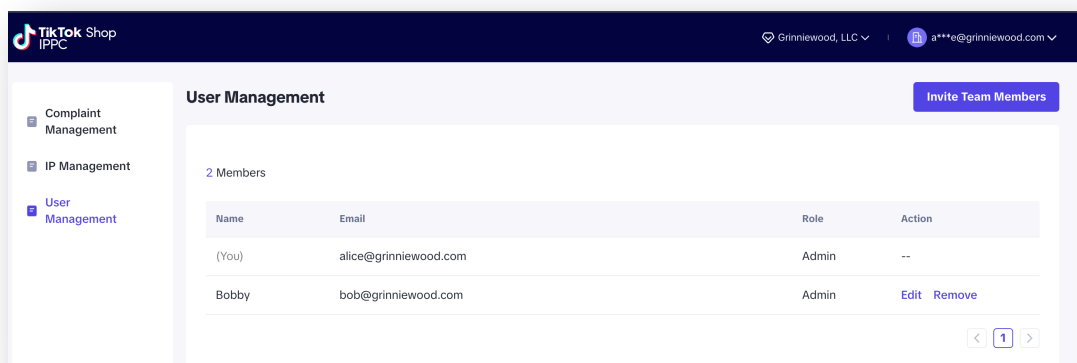 TikTok Shop
IPPC
Grinniewood, LLC
a***e@grinniewood.com
Complaint
Management
IP Management
User
Management
User Management
Invite Team Members
2 Members
Name Email Role Action
(You) alice@grinniewood.com Admin --
Bobby bob@grinniewood.com Admin Edit Remove
< 1 >